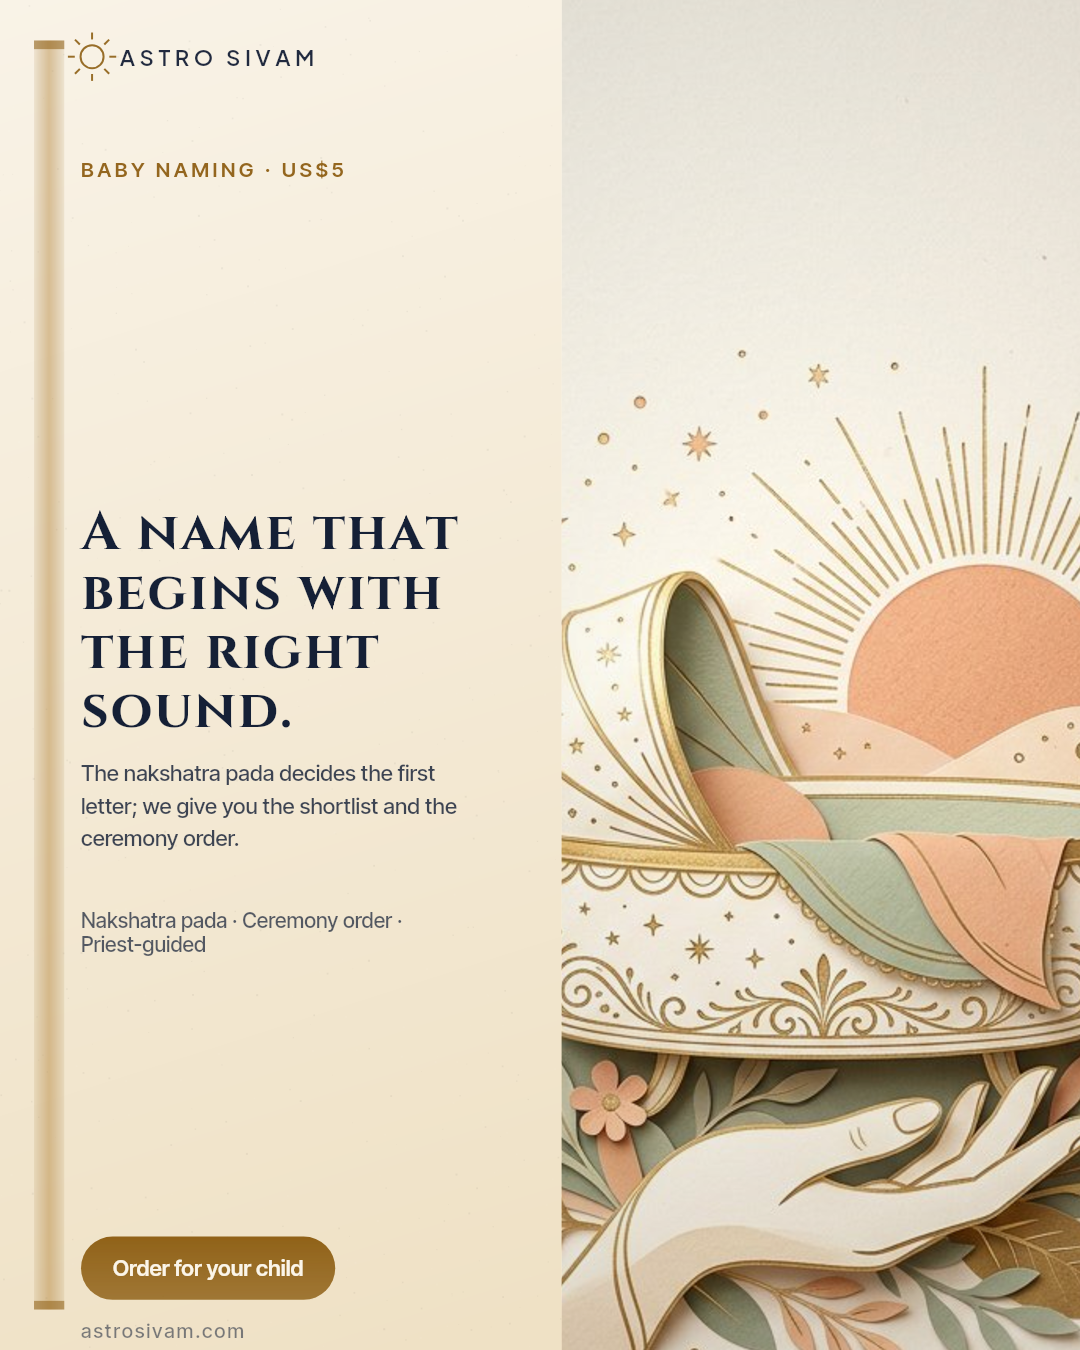 ASTRO SIVAM
BABY NAMING · US$5
A NAME THAT
BEGINS WITH
THE RIGHT
SOUND.
The nakshatra pada decides the first
letter; we give you the shortlist and the
ceremony order.
Nakshatra pada · Ceremony order ·
Priest-guided
Order for your child
astrosivam.com